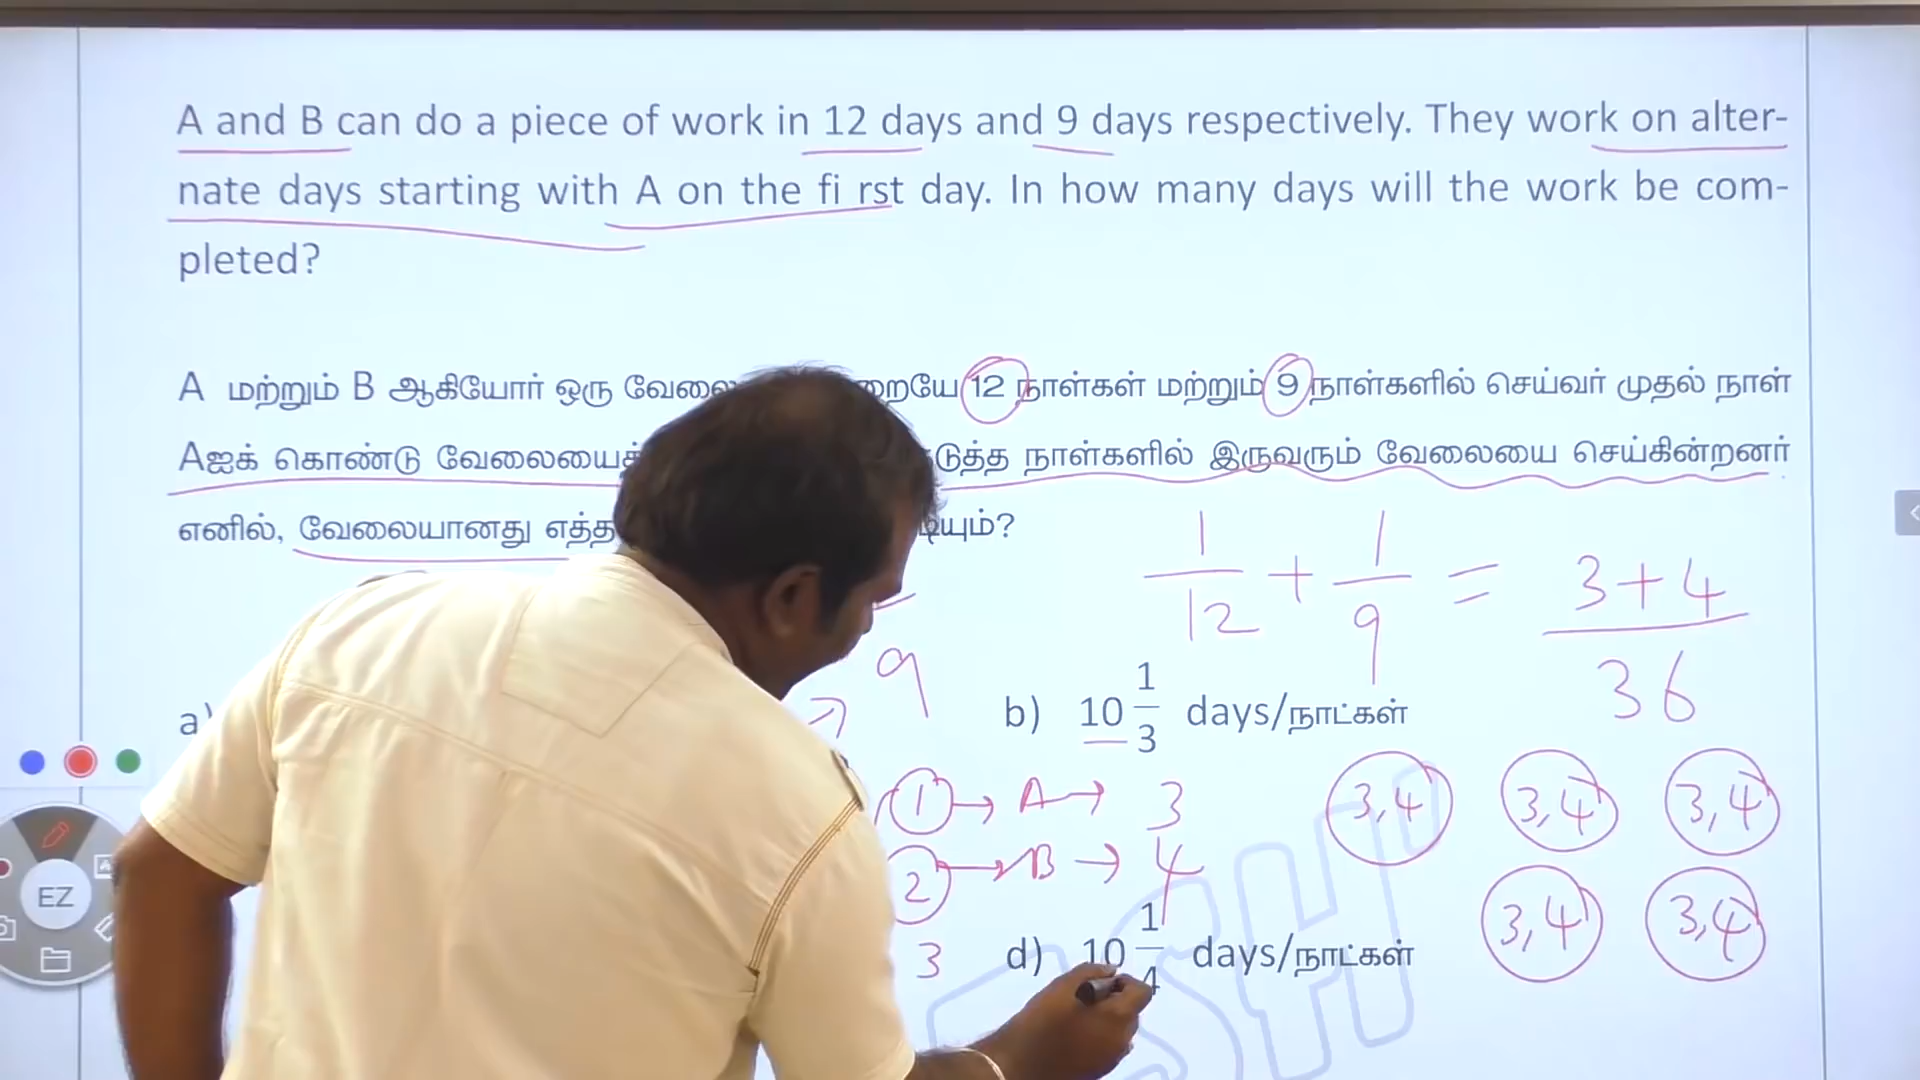 A and B can do a piece of work in 12 days and 9 days respectively. They work on alter-
nate days starting with A on the fi rst day. In how many days will the work be com-
pleted?
A மற்றும் B ஆகியோர் ஒரு 12 நாள்கள் மற்றும் 9 நாள்களில் செய்வர் முதல் நாள்
Aஐக் கொண்டு வேலையைத் நாள்களில் இருவரும் வேலையை செய்கின்றனர்
எனில், வேலையானது
1/12 + 1/9 = 3+4/36
9
a)
b) 10 1/3 days/நாட்கள்
1 → A → 3
2 → B → 4
3
3,4 3,4 3,4
3,4 3,4
d) 10 1/4 days/நாட்கள்
EZ